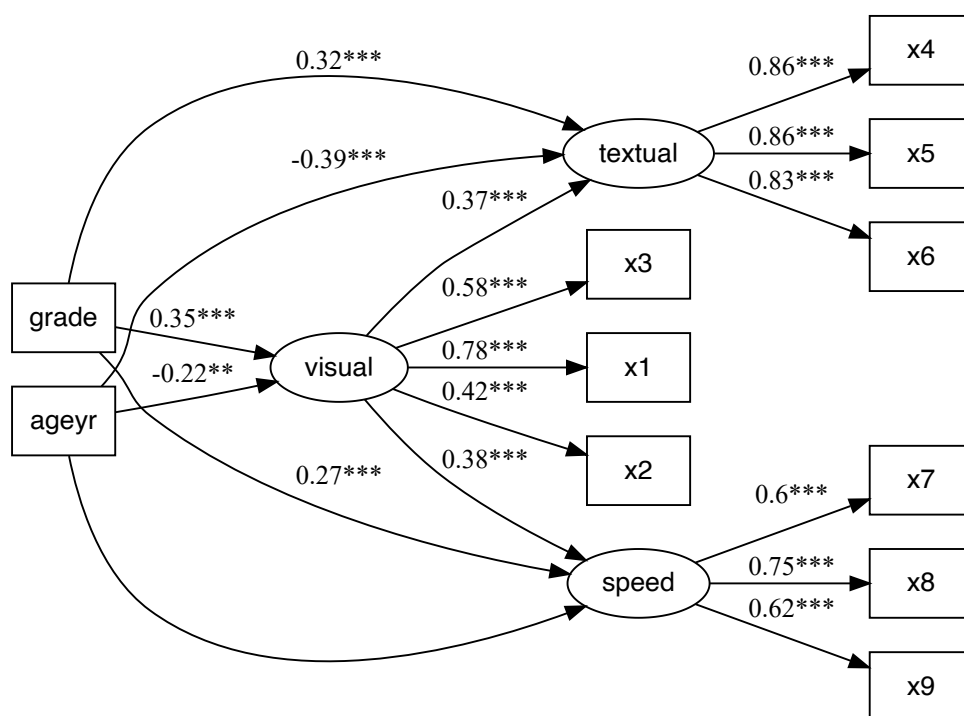 x4
0.32***
0.86***
textual
-0.39***
0.86***
x5
0.83***
0.37***
x6
x3
0.58***
grade
0.35***
0.78***
visual
x1
-0.22**
0.42***
ageyr
x2
0.38***
0.27***
x7
0.6***
speed
0.75***
x8
0.62***
x9